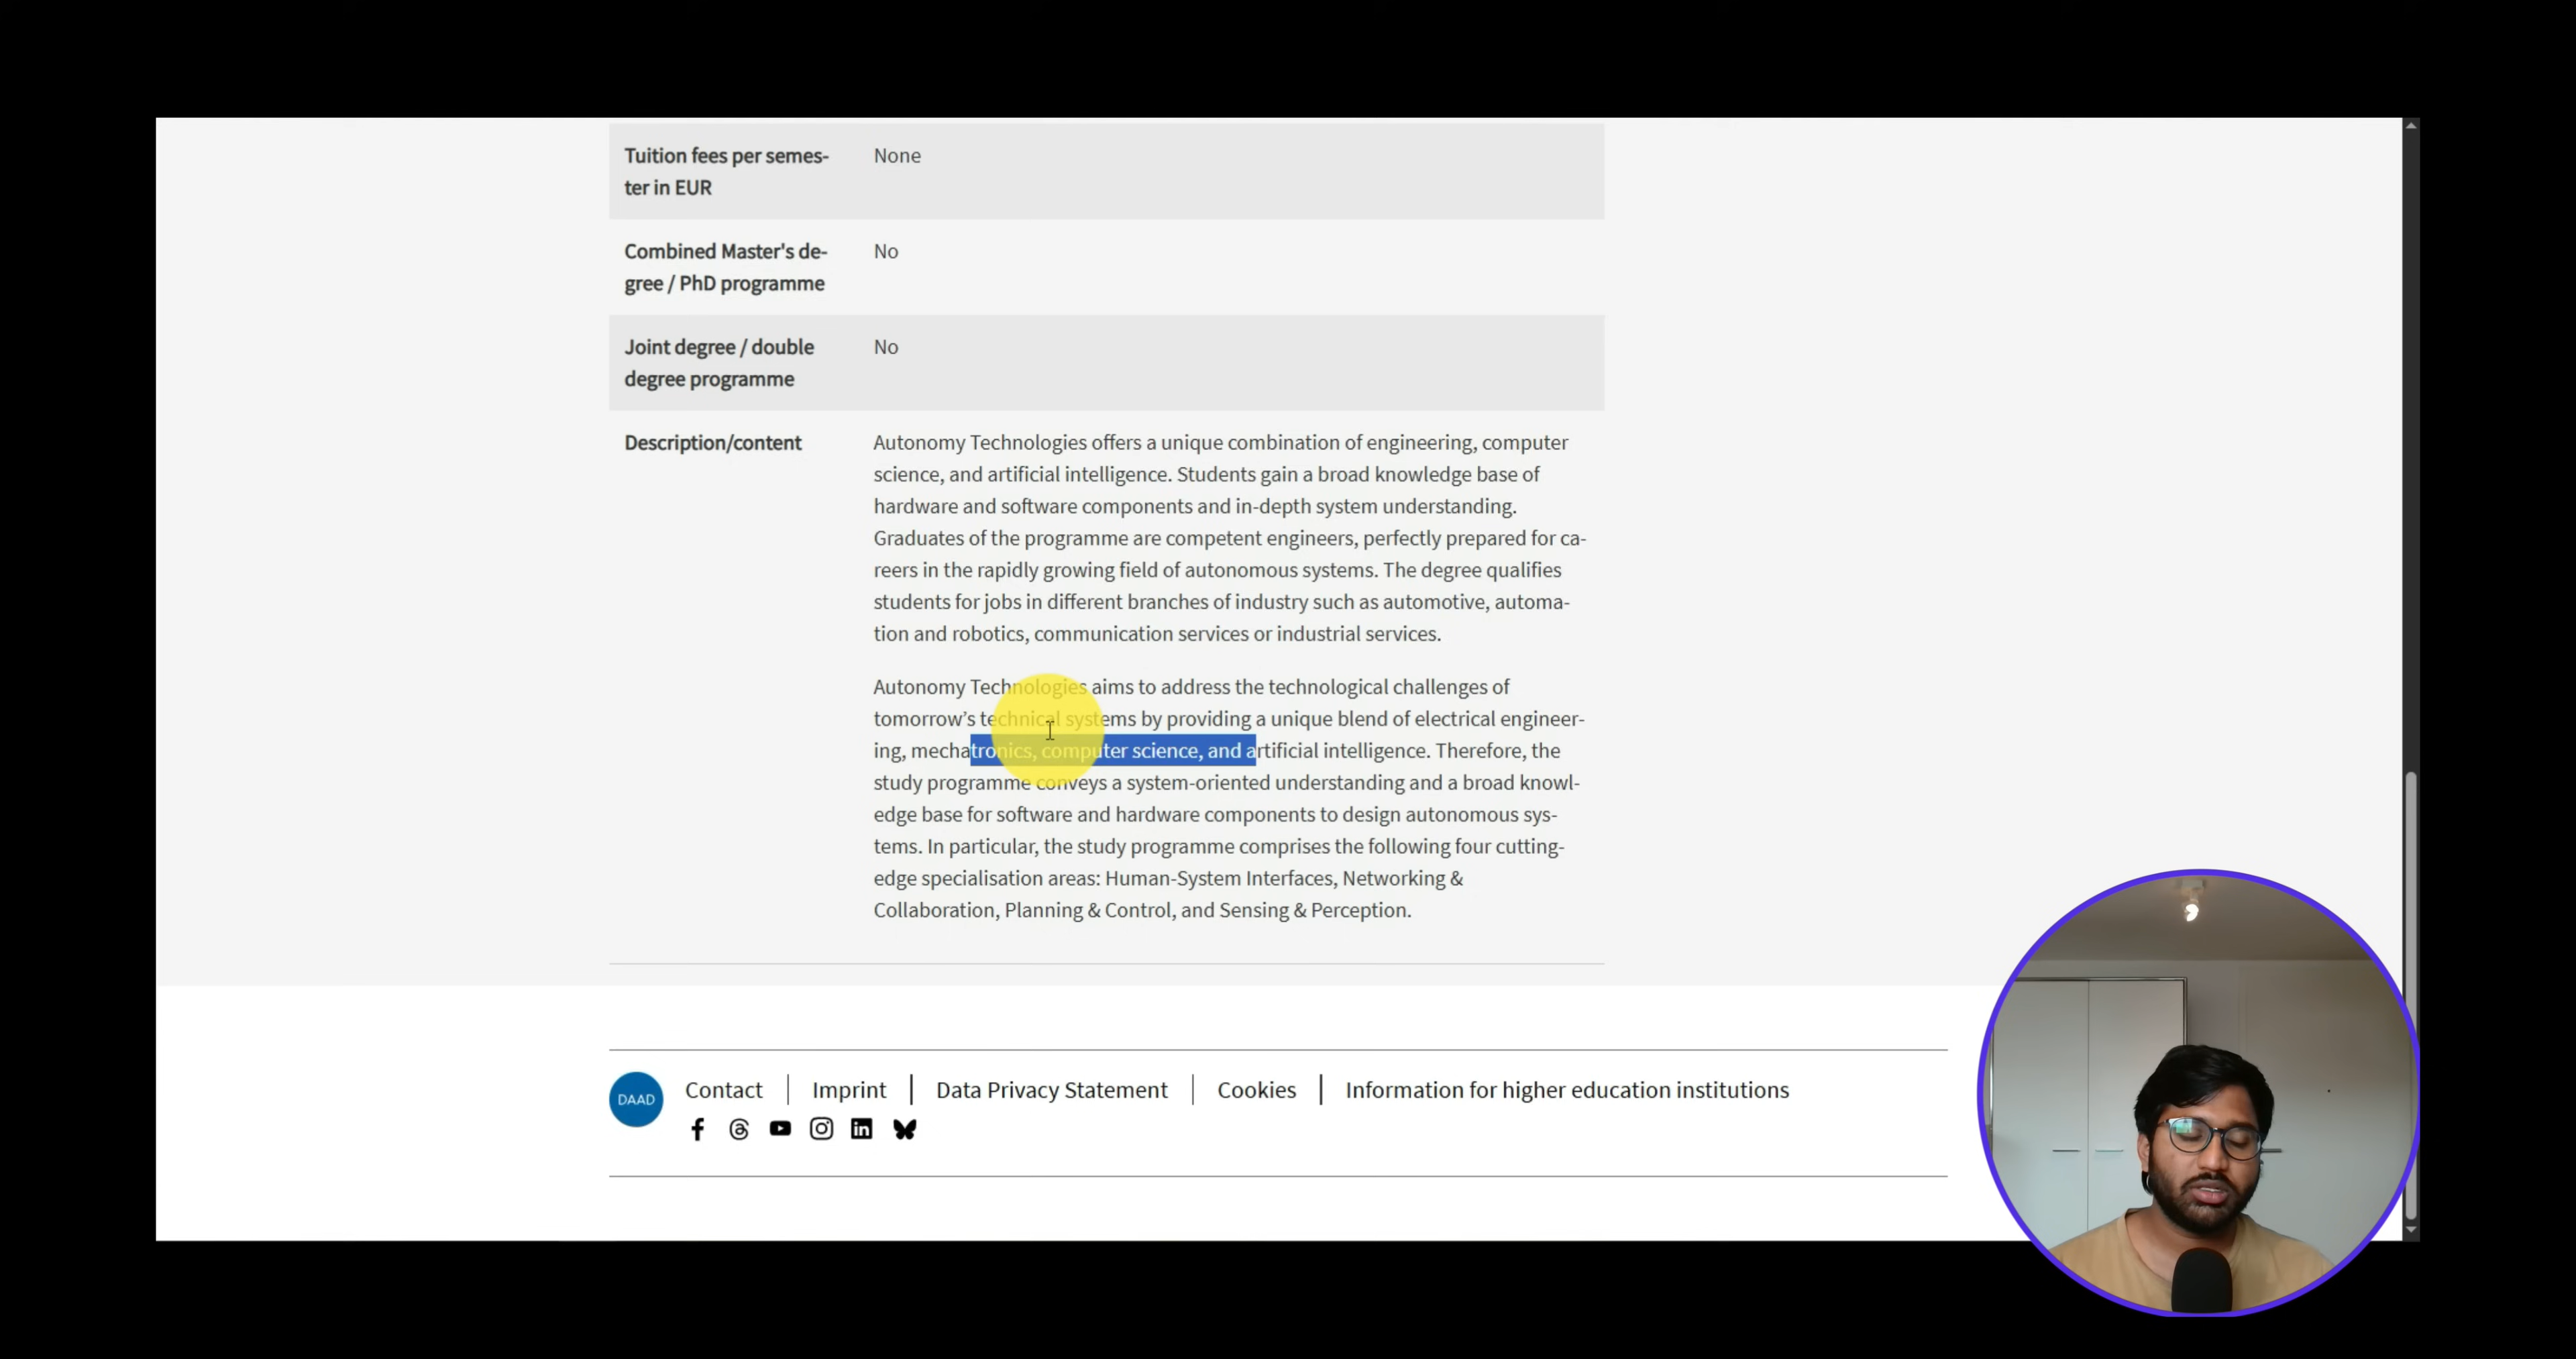 Tuition fees per semes-
ter in EUR
None
Combined Master's de-
gree / PhD programme
No
Joint degree / double
degree programme
No
Description/content
Autonomy Technologies offers a unique combination of engineering, computer
science, and artificial intelligence. Students gain a broad knowledge base of
hardware and software components and in-depth system understanding.
Graduates of the programme are competent engineers, perfectly prepared for ca-
reers in the rapidly growing field of autonomous systems. The degree qualifies
students for jobs in different branches of industry such as automotive, automa-
tion and robotics, communication services or industrial services.
Autonomy Technologies aims to address the technological challenges of
tomorrow’s technical systems by providing a unique blend of electrical engineer-
ing, mechatronics, computer science, and artificial intelligence. Therefore, the
study programme conveys a system-oriented understanding and a broad knowl-
edge base for software and hardware components to design autonomous sys-
tems. In particular, the study programme comprises the following four cutting-
edge specialisation areas: Human-System Interfaces, Networking &
Collaboration, Planning & Control, and Sensing & Perception.
DAAD
Contact
Imprint
Data Privacy Statement
Cookies
Information for higher education institutions